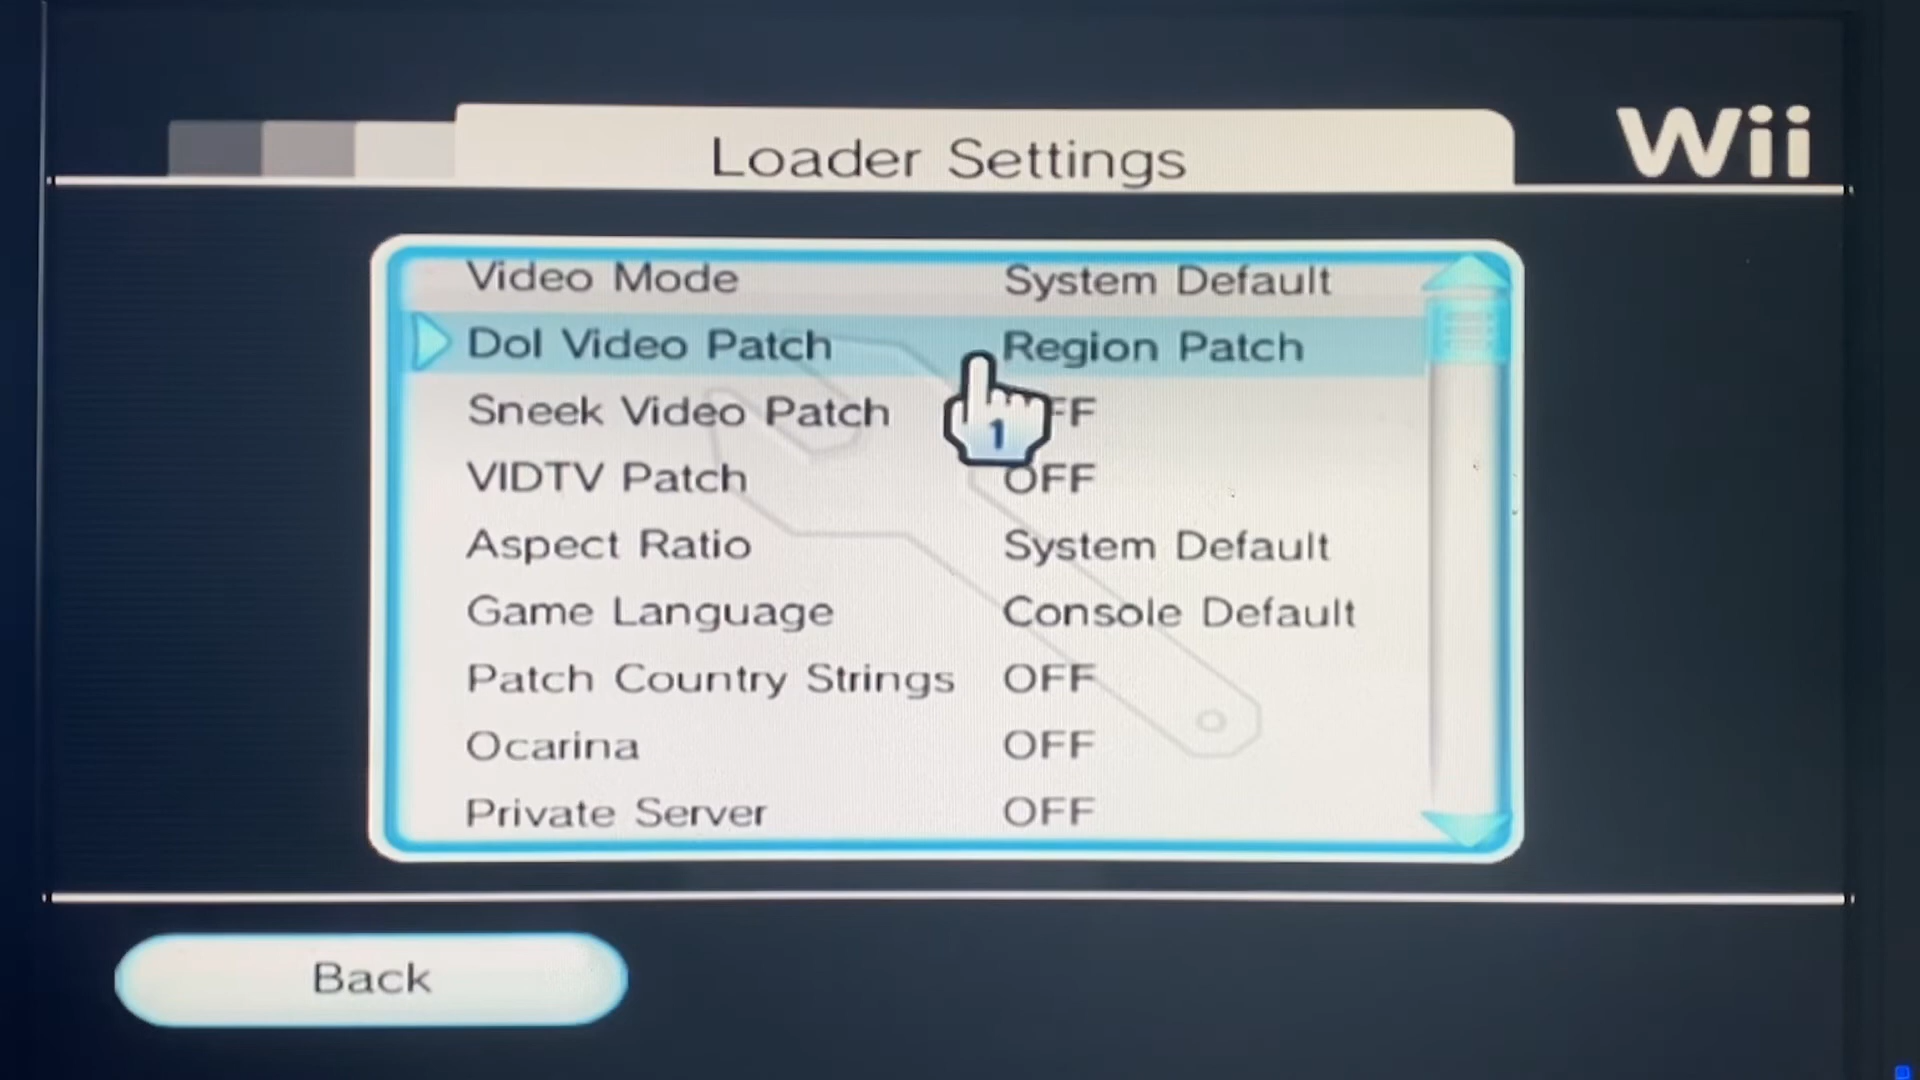 Loader Settings
Wii
Video Mode System Default
Dol Video Patch Region Patch
Sneek Video Patch
VIDTV Patch OFF
Aspect Ratio System Default
Game Language Console Default
Patch Country Strings OFF
Ocarina OFF
Private Server OFF
1
Back